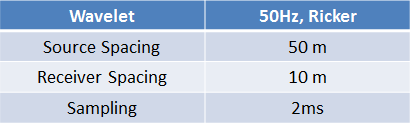 Wavelet 50Hz, Ricker
Source Spacing 50 m
Receiver Spacing 10 m
Sampling 2ms